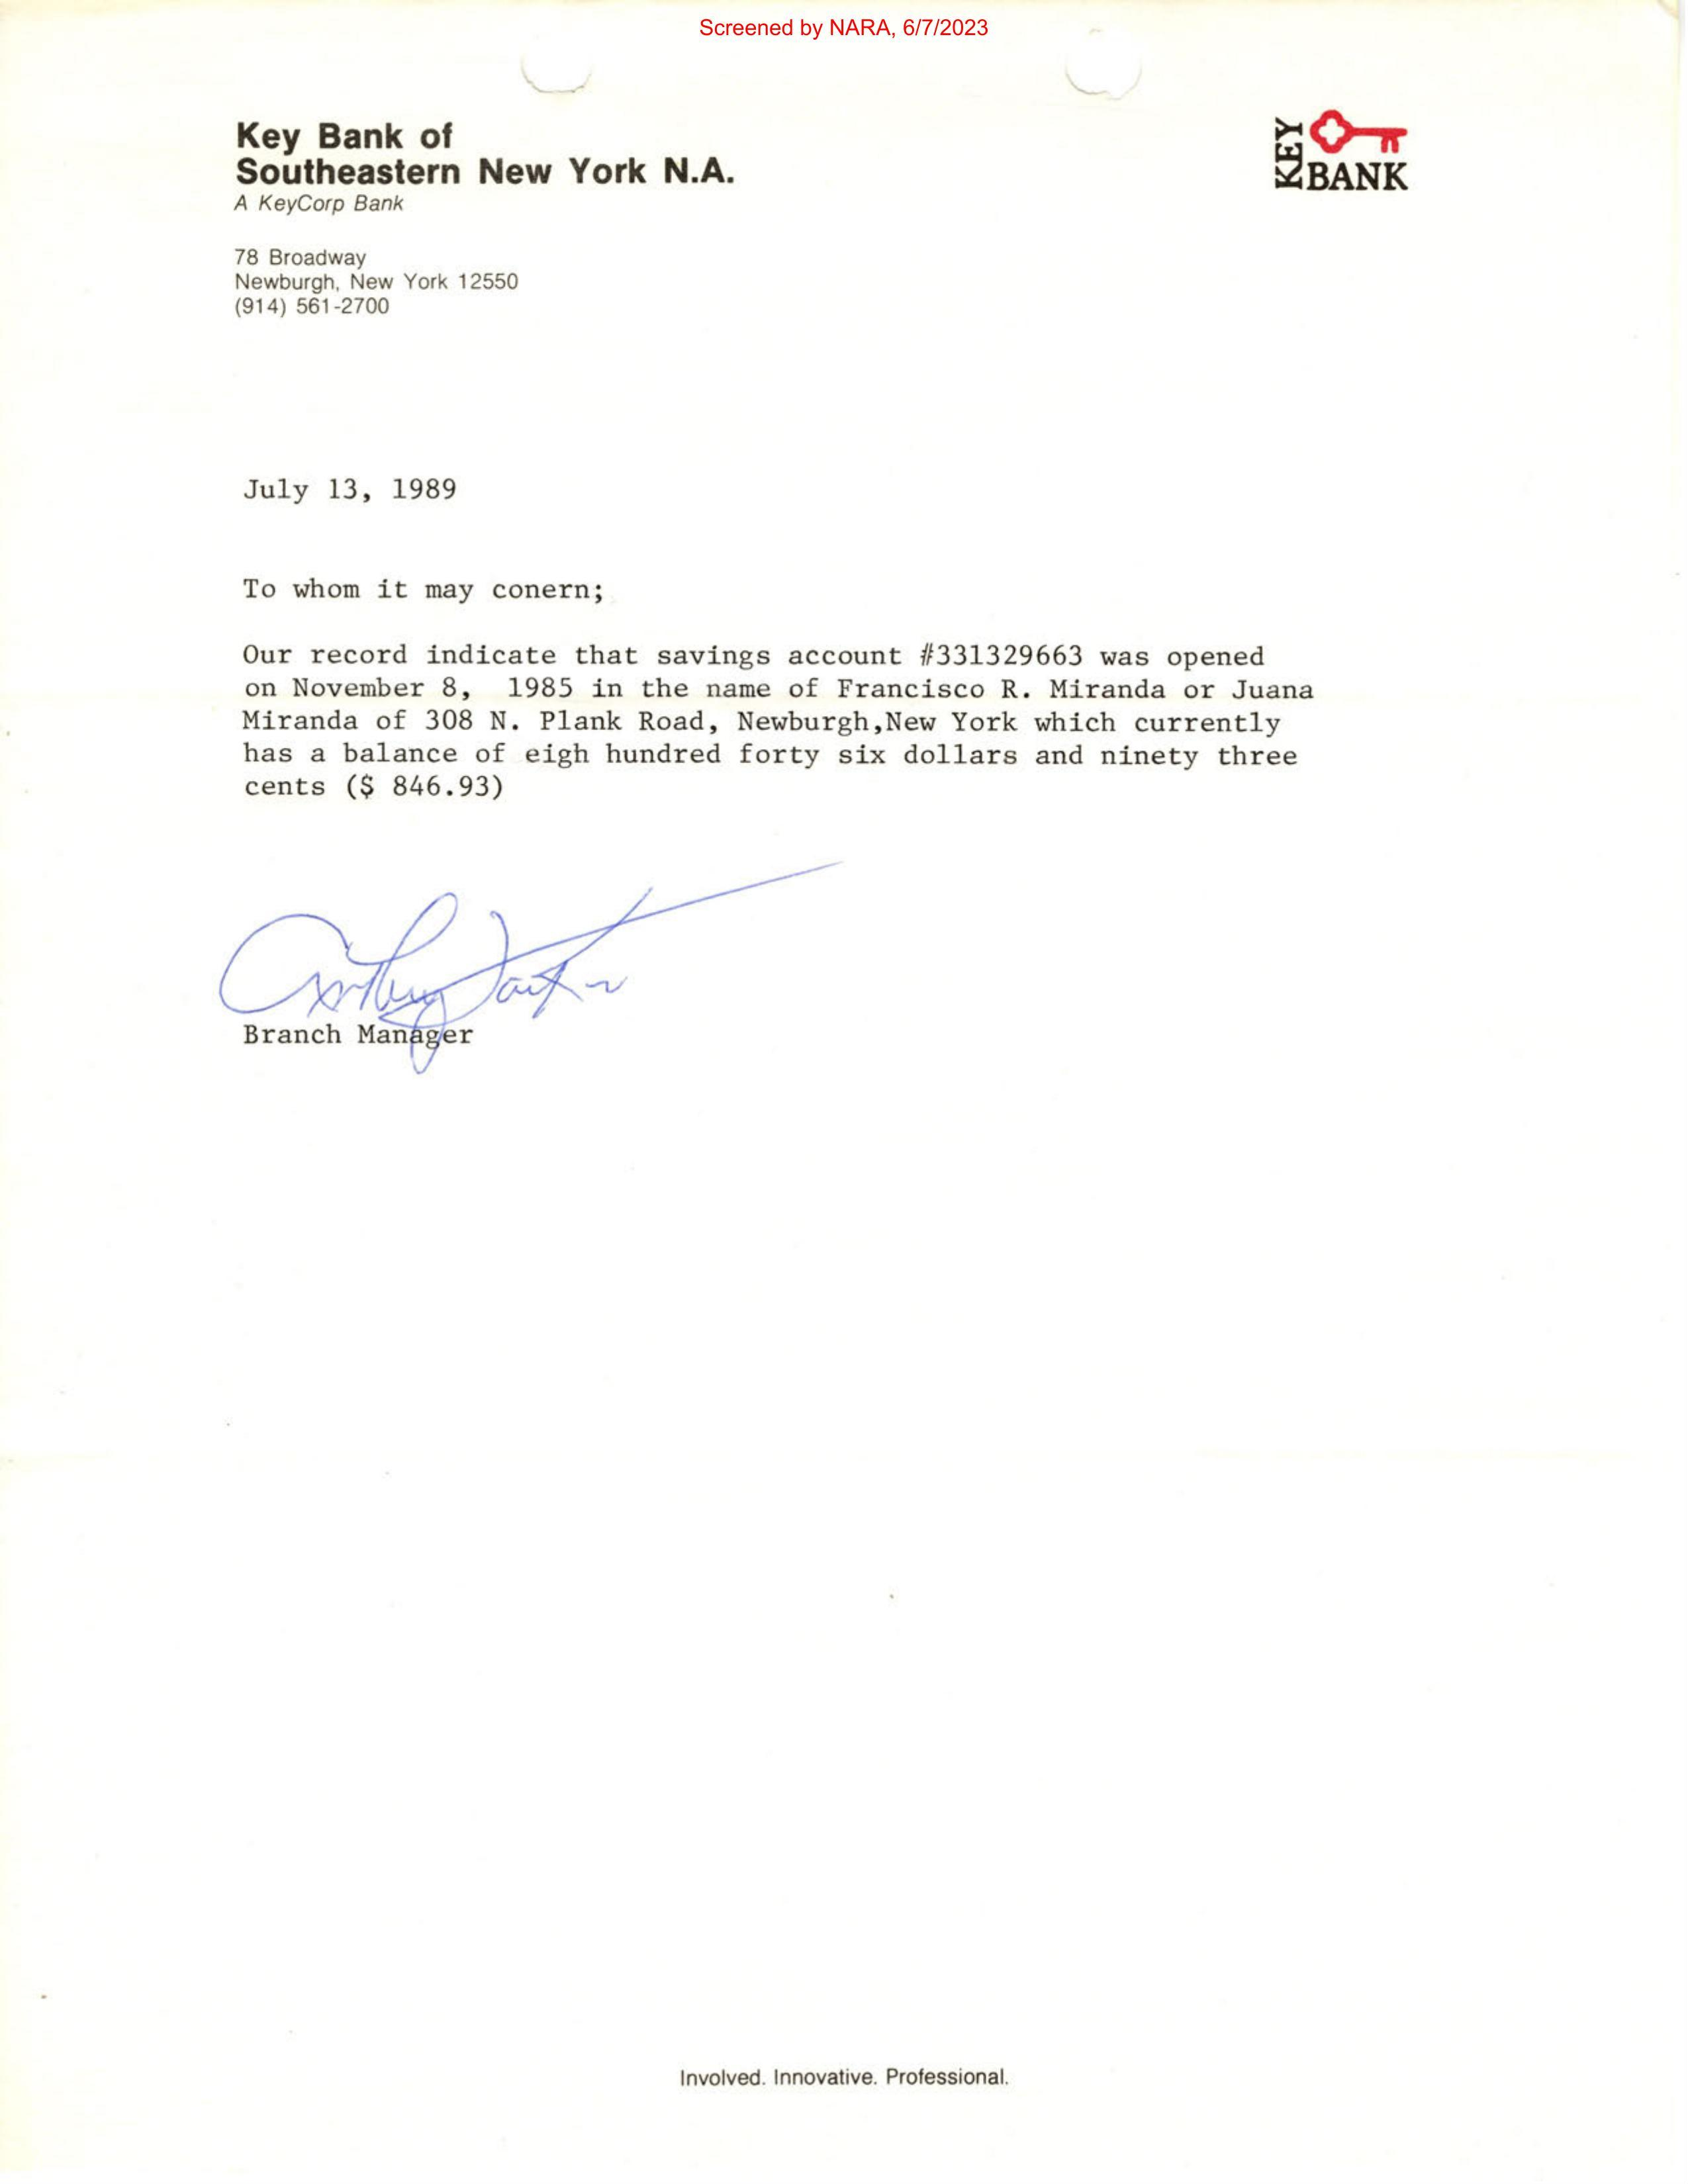 Screened by NARA, 6/7/2023
Key Bank of
Southeastern New York N.A.
A KeyCorp Bank
KEY
BANK
78 Broadway
Newburgh, New York 12550
(914) 561-2700
July 13, 1989
To whom it may conern;
Our record indicate that savings account #331329663 was opened
on November 8, 1985 in the name of Francisco R. Miranda or Juana
Miranda of 308 N. Plank Road, Newburgh,New York which currently
has a balance of eigh hundred forty six dollars and ninety three
cents ($ 846.93)
Branch Manager
Involved. Innovative. Professional.